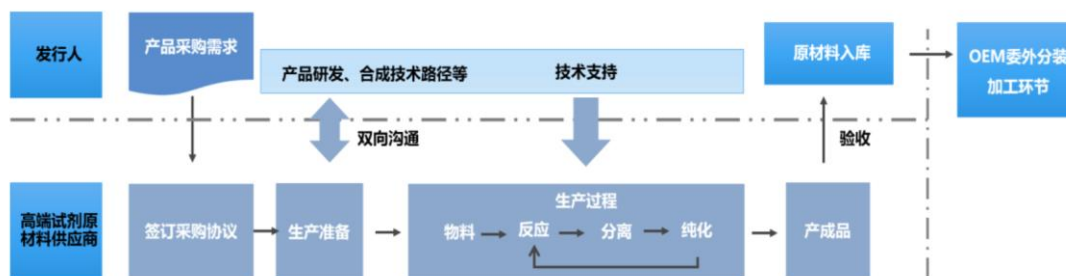 发行人
产品采购需求
产品研发、合成技术路径等
技术支持
原材料入库
OEM委外分装
加工环节
双向沟通
验收
高端试剂原
材料供应商
签订采购协议
生产准备
生产过程
物料
反应
分离
纯化
产成品